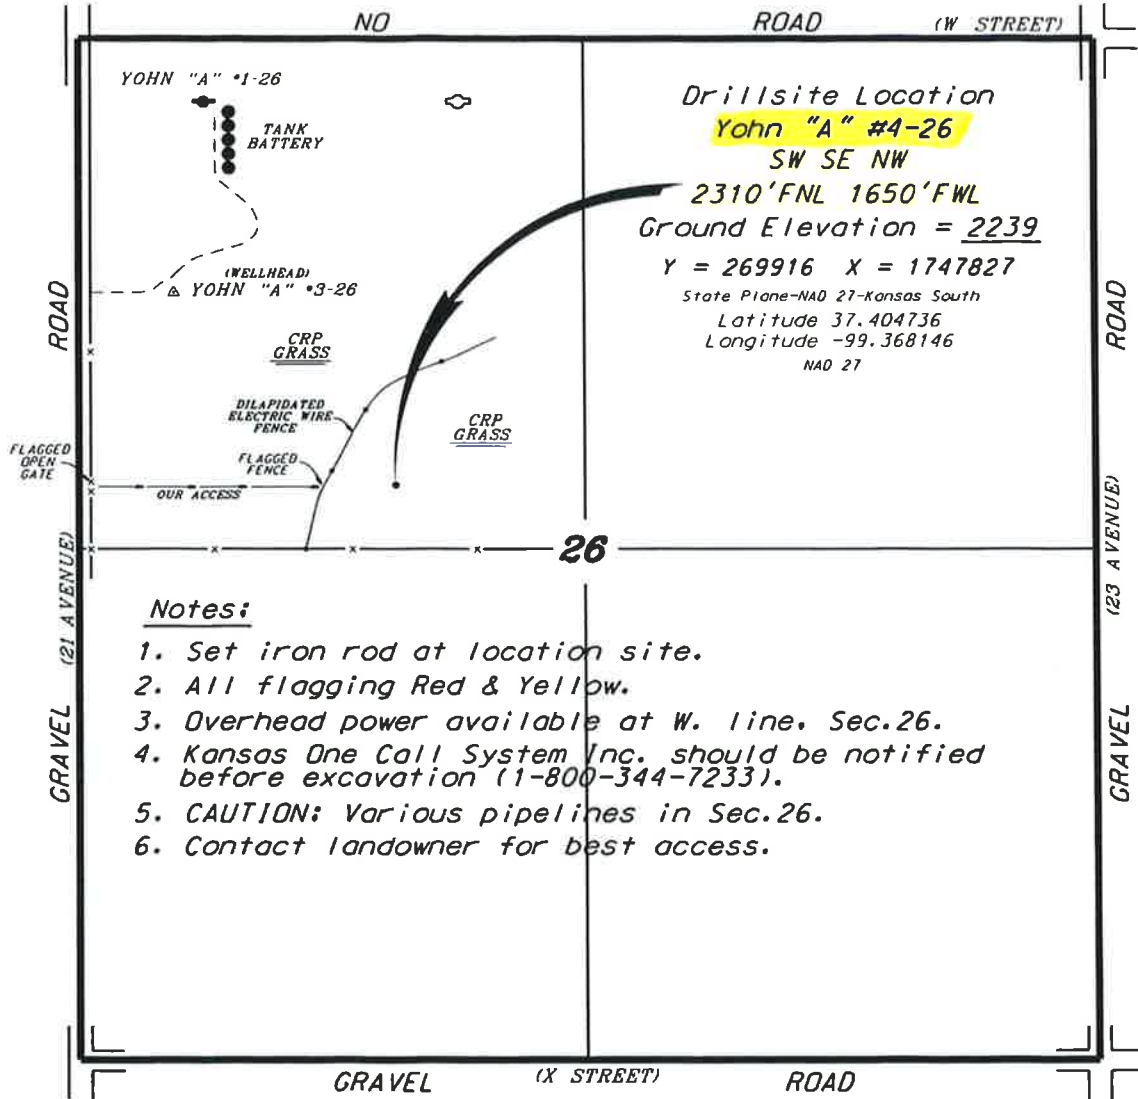 NO ROAD (W STREET)
YOHN "A" •1-26
TANK
BATTERY
(WELLHEAD)
YOHN "A" •3-26
CRP
GRASS
DILAPIDATED
ELECTRIC WIRE
FENCE
FLAGGED
FENCE
FLAGGED
OPEN
GATE
OUR ACCESS
CRP
GRASS
Drillsite Location
Yohn "A" #4-26
SW SE NW
2310'FNL 1650'FWL
Ground Elevation = 2239
Y = 269916 X = 1747827
State Plane-NAD 27-Kansas South
Latitude 37.404736
Longitude -99.368146
NAD 27
ROAD
(21 AVENUE)
GRAVEL
ROAD
(23 AVENUE)
GRAVEL
26
Notes:
1. Set iron rod at location site.
2. All flagging Red & Yellow.
3. Overhead power available at W. line, Sec.26.
4. Kansas One Call System Inc. should be notified
before excavation (1-800-344-7233).
5. CAUTION: Various pipelines in Sec.26.
6. Contact landowner for best access.
GRAVEL (X STREET) ROAD